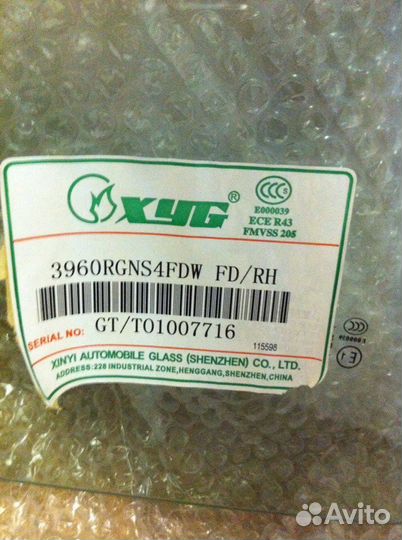 XYG ®
CCC S
E000039
ECE R43
FMVSS 205
3960RGNS4FDW FD/RH
SERIAL NO: GT/T01007716
115598
XINYI AUTOMOBILE GLASS (SHENZHEN) CO., LTD.
ADDRESS:228 INDUSTRIAL ZONE,HENGGANG,SHENZHEN,CHINA
Avito